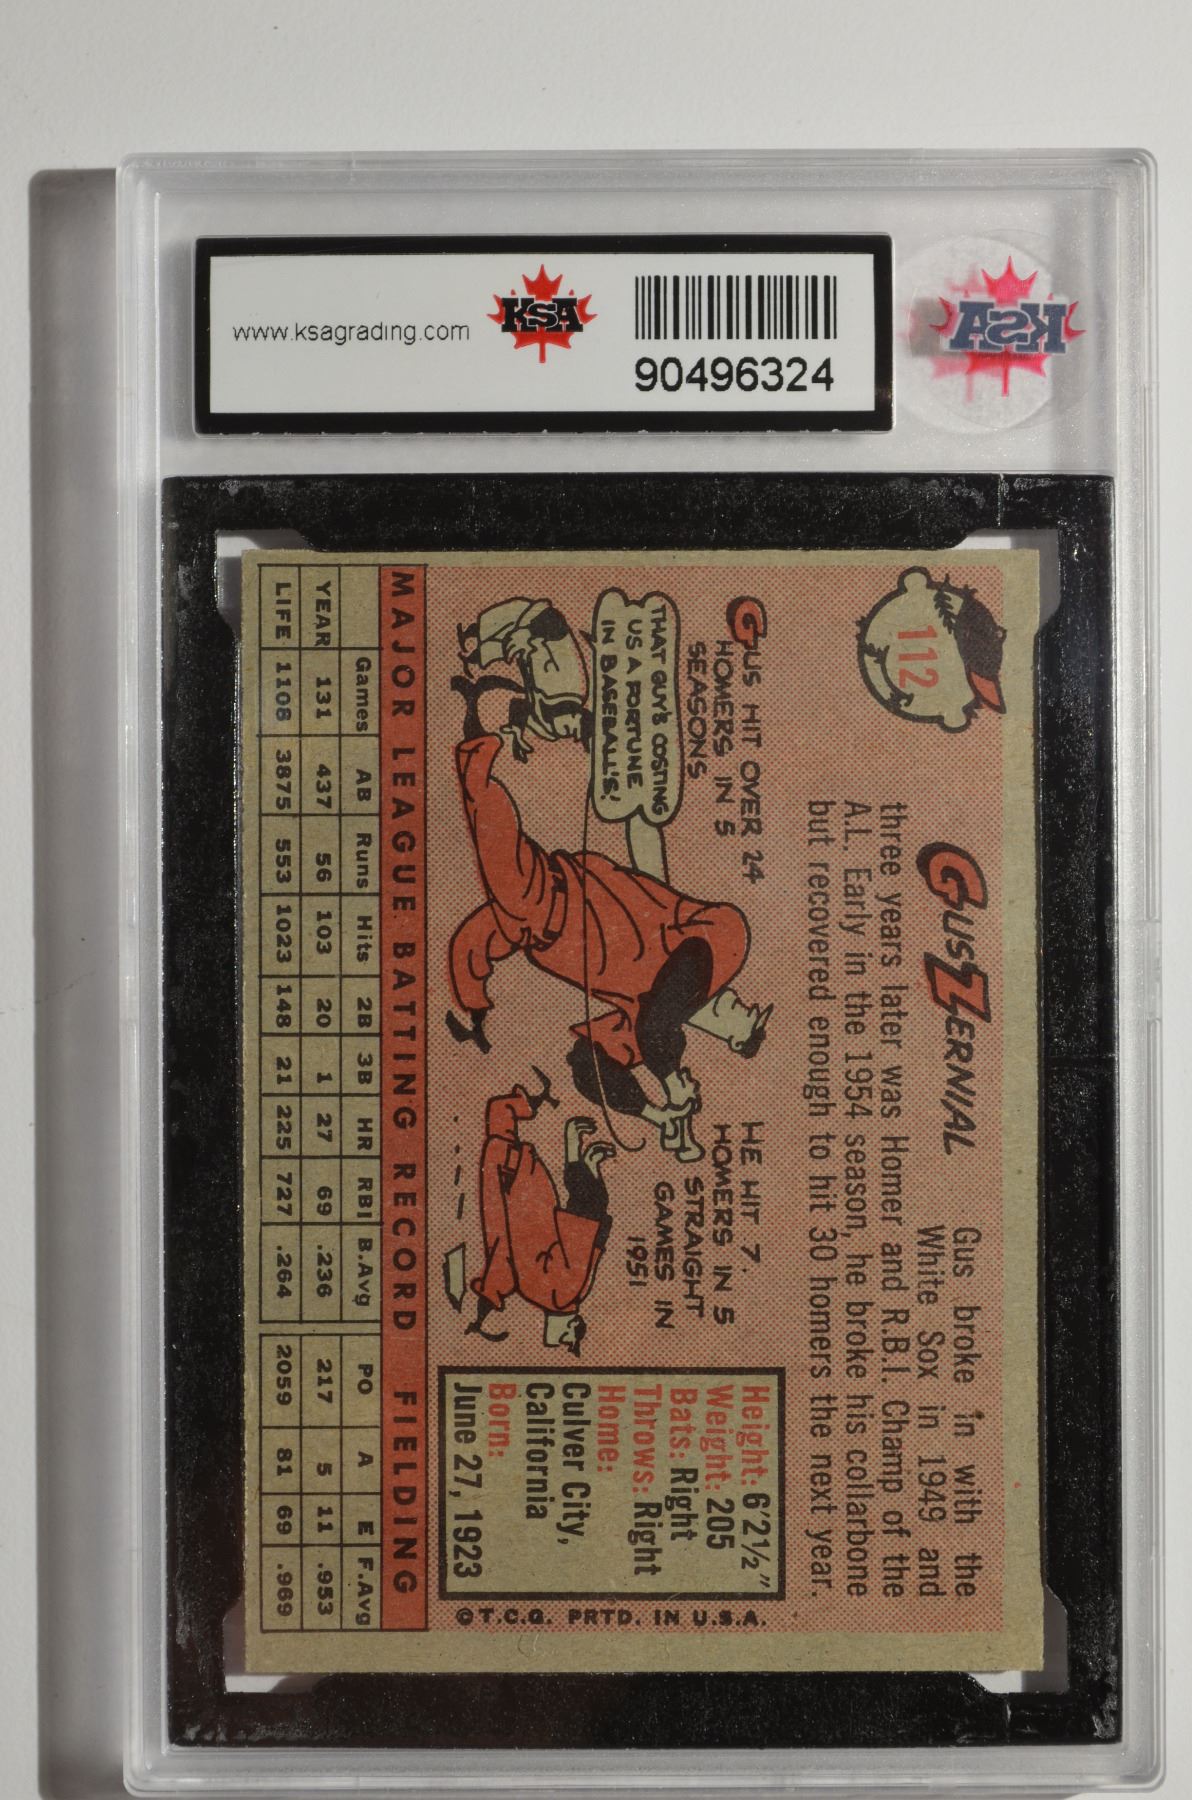 www.ksagrading.com
KSA
90496324
KSA
112
GUS ZERNIAL
Gus broke in with the
White Sox in 1949 and
three years later was Homer and R.B.I. Champ of the
A.L. Early in the 1954 season, he broke his collarbone
but recovered enough to hit 30 homers the next year.
GUS HIT OVER 24
HOMERS IN 5
SEASONS
THAT GUY'S COSTING
US A FORTUNE
IN BASEBALLS!
HE HIT 7
HOMERS IN 5
STRAIGHT
GAMES IN
1951
Height: 6'2½"
Weight: 205
Bats: Right
Throws: Right
Home:
Culver City,
California
Born:
June 27, 1923
©T.C.G. PRTD. IN U.S.A.
MAJOR LEAGUE BATTING RECORD FIELDING
Games AB Runs Hits 2B 3B HR RBI B.Avg PO A E F.Avg
YEAR 131 437 56 103 20 1 27 69 .236 217 5 11 .953
LIFE 1108 3875 553 1023 148 21 225 727 .264 2059 81 69 .969